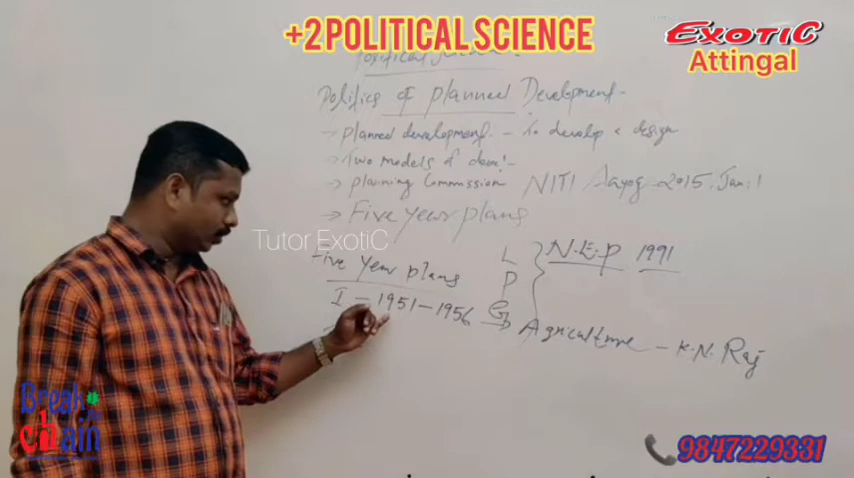 +2 POLITICAL SCIENCE
EXOTIC
Attingal
Political
Politics of planned Development -
→ planned development. - To develop a design
→ Two models of deve! -
→ planning Commission NITI Aayog - 2015. Jan: 1
→ Five year plans
Tutor ExotiC
Five year plans
L
P
G
N.E.P 1991
I - 1951 - 1956 → Agriculture - K.N. Raj
Break
the
chain
9847229331